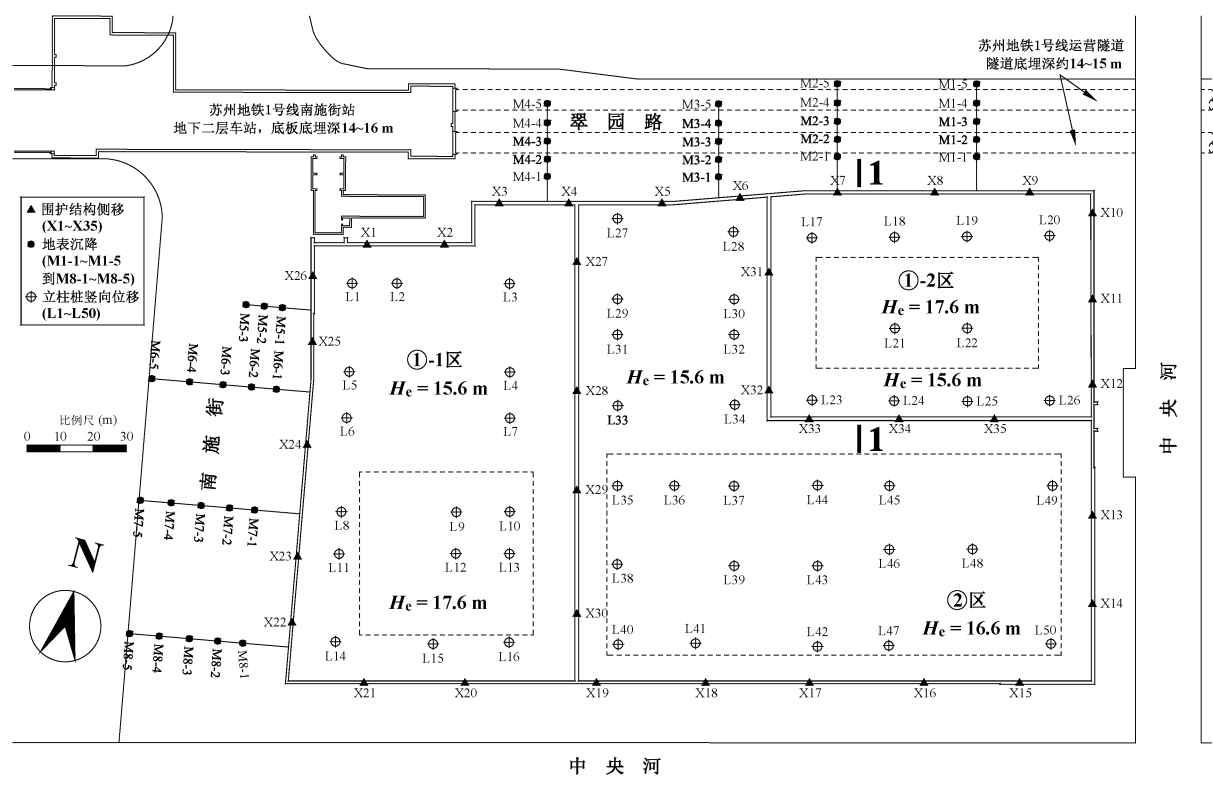 苏州地铁1号线运营隧道
隧道底埋深约14~15 m
苏州地铁1号线南施街站
地下二层车站，底板底埋深14~16 m
翠园路
M4-5
M4-4
M4-3
M4-2
M4-1
M3-5
M3-4
M3-3
M3-2
M3-1
M2-5
M2-4
M2-3
M2-2
M2-1
M1-5
M1-4
M1-3
M1-2
M1-1
1
围护结构侧移
(X1~X35)
地表沉降
(M1-1~M1-5
到M8-1~M8-5)
立柱桩竖向位移
(L1~L50)
X1
X2
X3
X4
X5
X6
X7
X8
X9
X10
X11
X12
X13
X14
X15
X16
X17
X18
X19
X20
X21
X22
X23
X24
X25
X26
X27
X28
X29
X30
X31
X32
X33
X34
X35
M5-3
M5-2
M5-1
M6-5
M6-4
M6-3
M6-2
M6-1
M7-5
M7-4
M7-3
M7-2
M7-1
M8-5
M8-4
M8-3
M8-2
M8-1
南施街
比例尺 (m)
0 10 20 30
N
L1
L2
L3
L4
L5
L6
L7
①-1区
He = 15.6 m
L8
L9
L10
L11
L12
L13
He = 17.6 m
L14
L15
L16
L17
L18
L19
L20
①-2区
He = 17.6 m
L21
L22
He = 15.6 m
L23
L24
L25
L26
L27
L28
L29
L30
L31
L32
He = 15.6 m
L33
L34
1
L35
L36
L37
L44
L45
L49
L38
L39
L43
L46
L48
②区
He = 16.6 m
L40
L41
L42
L47
L50
中央河
中央河